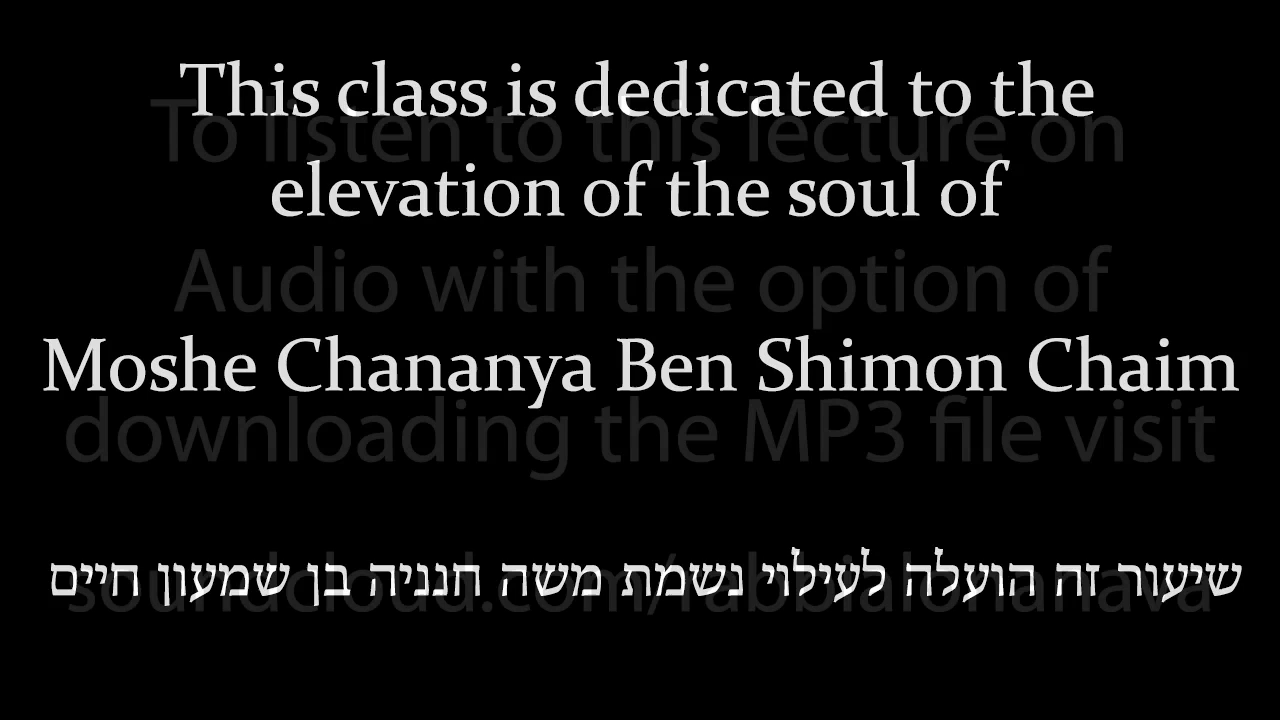 This class is dedicated to the
To listen to this lecture on
elevation of the soul of
Audio with the option of
Moshe Chananya Ben Shimon Chaim
downloading the MP3 file visit
שיעור זה הועלה לעילוי נשמת משה חנניה בן שמעון חיים
soundcloud.com/rabbialonanava